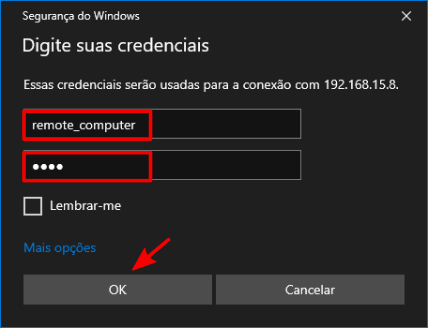 Segurança do Windows
Digite suas credenciais
Essas credenciais serão usadas para a conexão com 192.168.15.8.
remote_computer
••••
Lembrar-me
Mais opções
OK
Cancelar